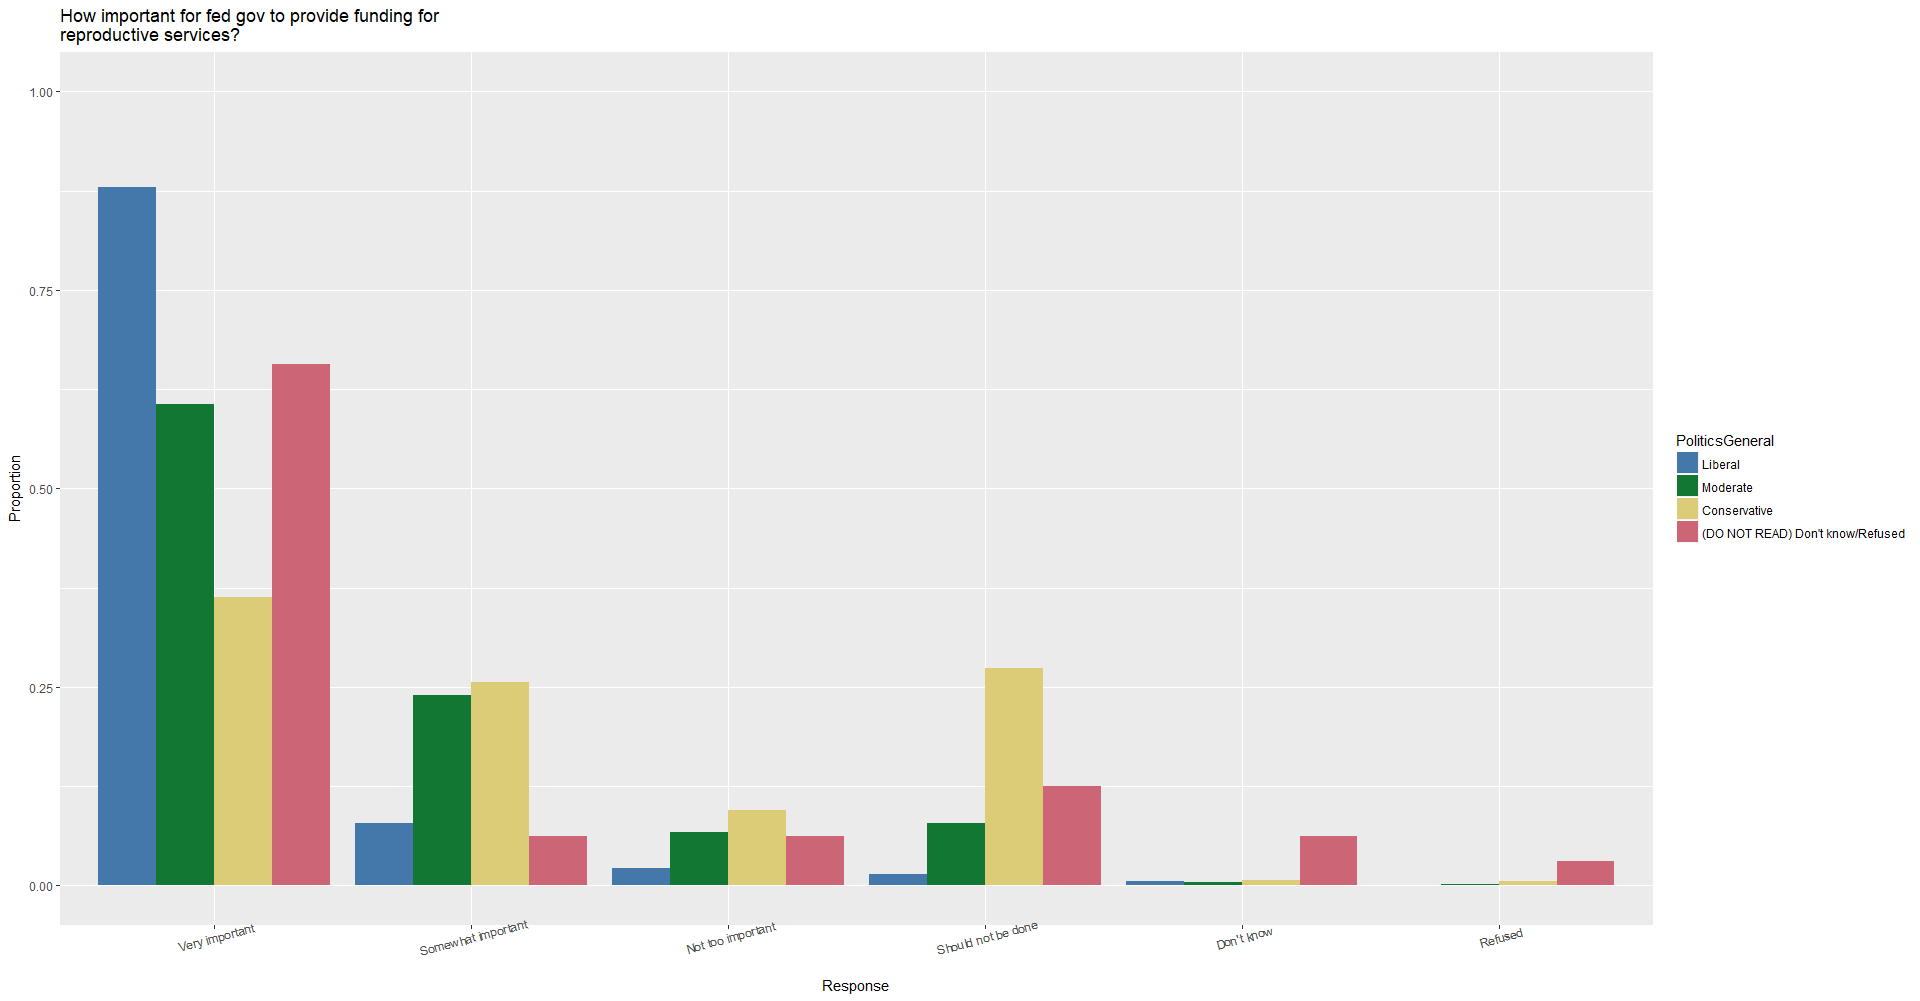 How important for fed gov to provide funding for
reproductive services?
1.00
0.75
0.50
0.25
0.00
Proportion
Very important
Somewhat important
Not too important
Should not be done
Don't know
Refused
Response
PoliticsGeneral
Liberal
Moderate
Conservative
(DO NOT READ) Don't know/Refused